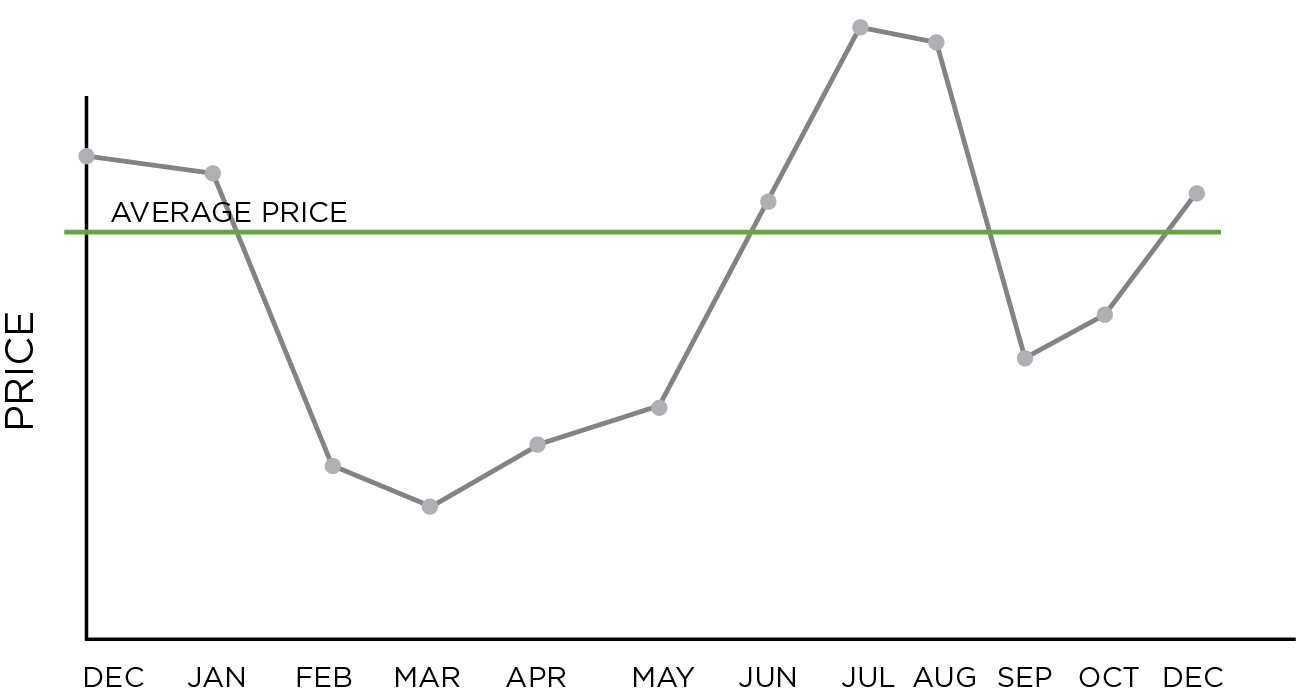 AVERAGE PRICE
PRICE
DEC JAN FEB MAR APR MAY JUN JUL AUG SEP OCT DEC